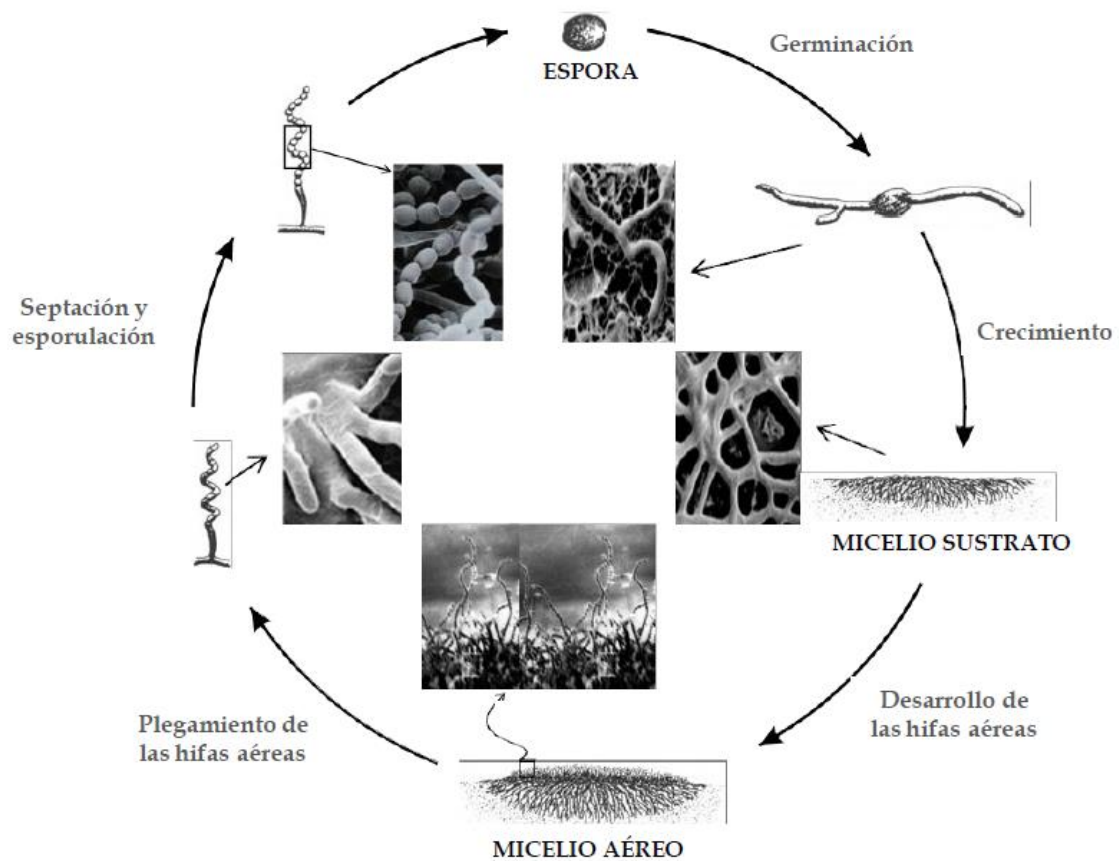 ESPORA
Germinación
Crecimiento
MICELIO SUSTRATO
Desarrollo de
las hifas aéreas
MICELIO AÉREO
Plegamiento de
las hifas aéreas
Septación y
esporulación